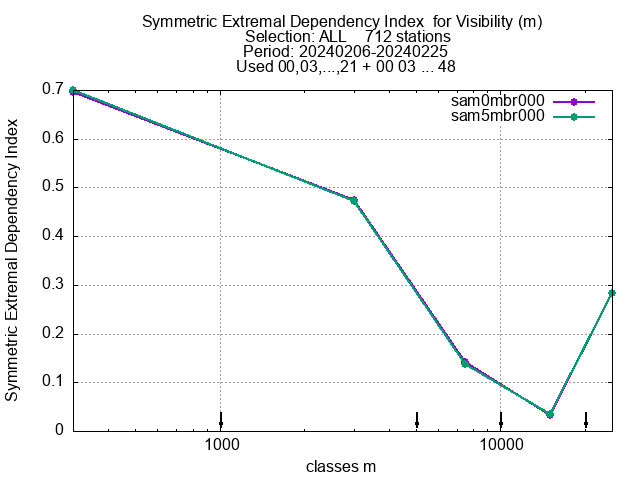 Symmetric Extremal Dependency Index  for Visibility (m)
Selection: ALL    712 stations
Period: 20240206-20240225
Used 00,03,...,21 + 00 03 ... 48
sam0mbr000
sam5mbr000
Symmetric Extremal Dependency Index
0.7
0.6
0.5
0.4
0.3
0.2
0.1
0
1000
10000
classes m